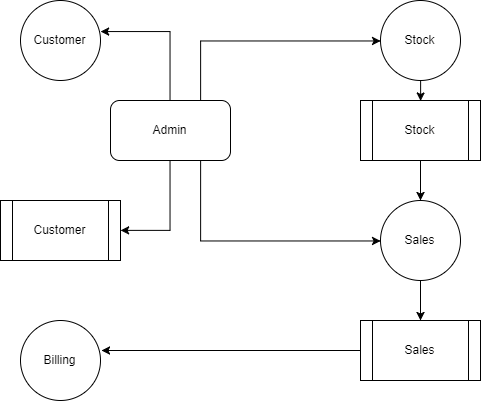 Customer
Stock
Admin
Stock
Customer
Sales
Billing
Sales